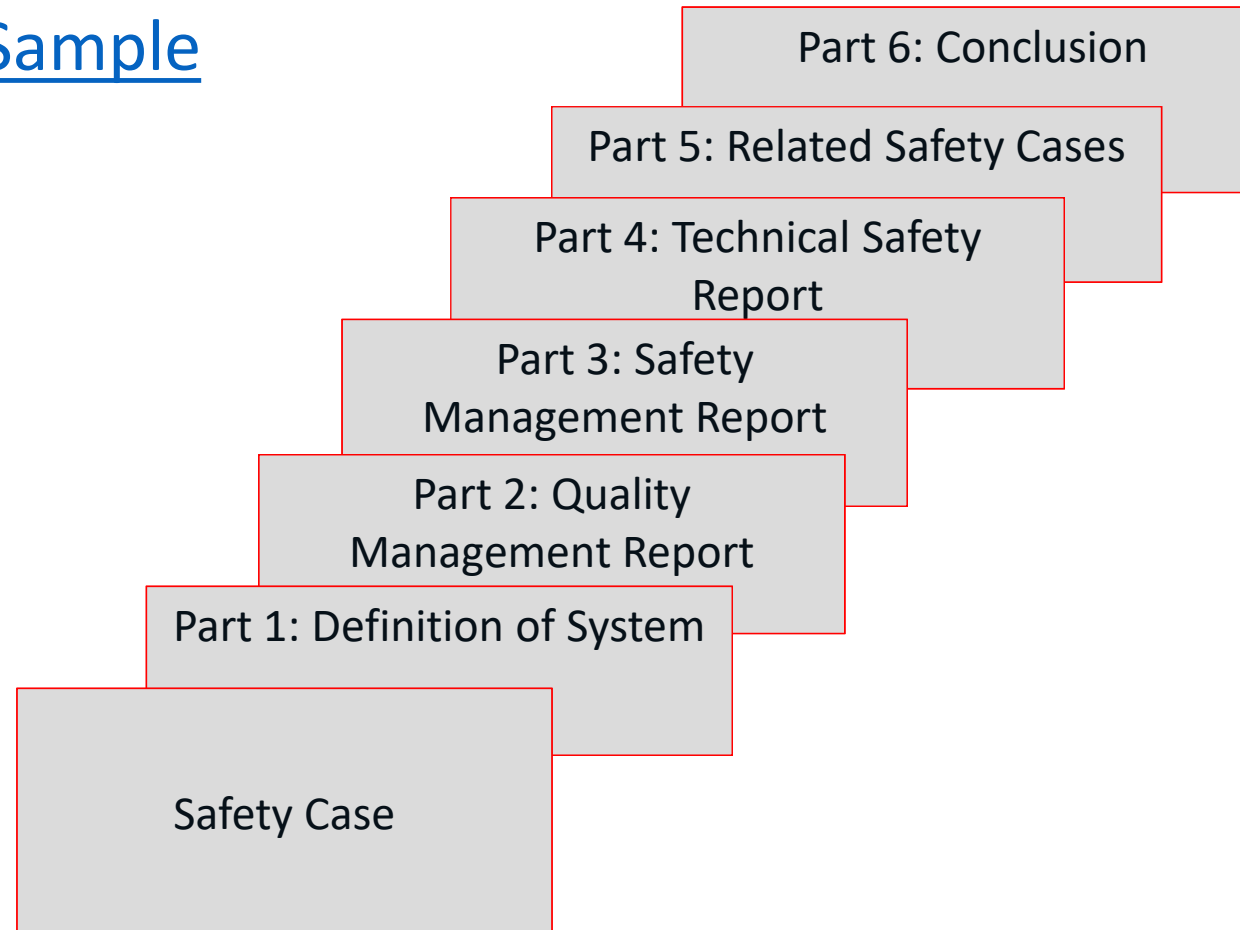 Sample
Part 6: Conclusion
Part 5: Related Safety Cases
Part 4: Technical Safety
Report
Part 3: Safety
Management Report
Part 2: Quality
Management Report
Part 1: Definition of System
Safety Case